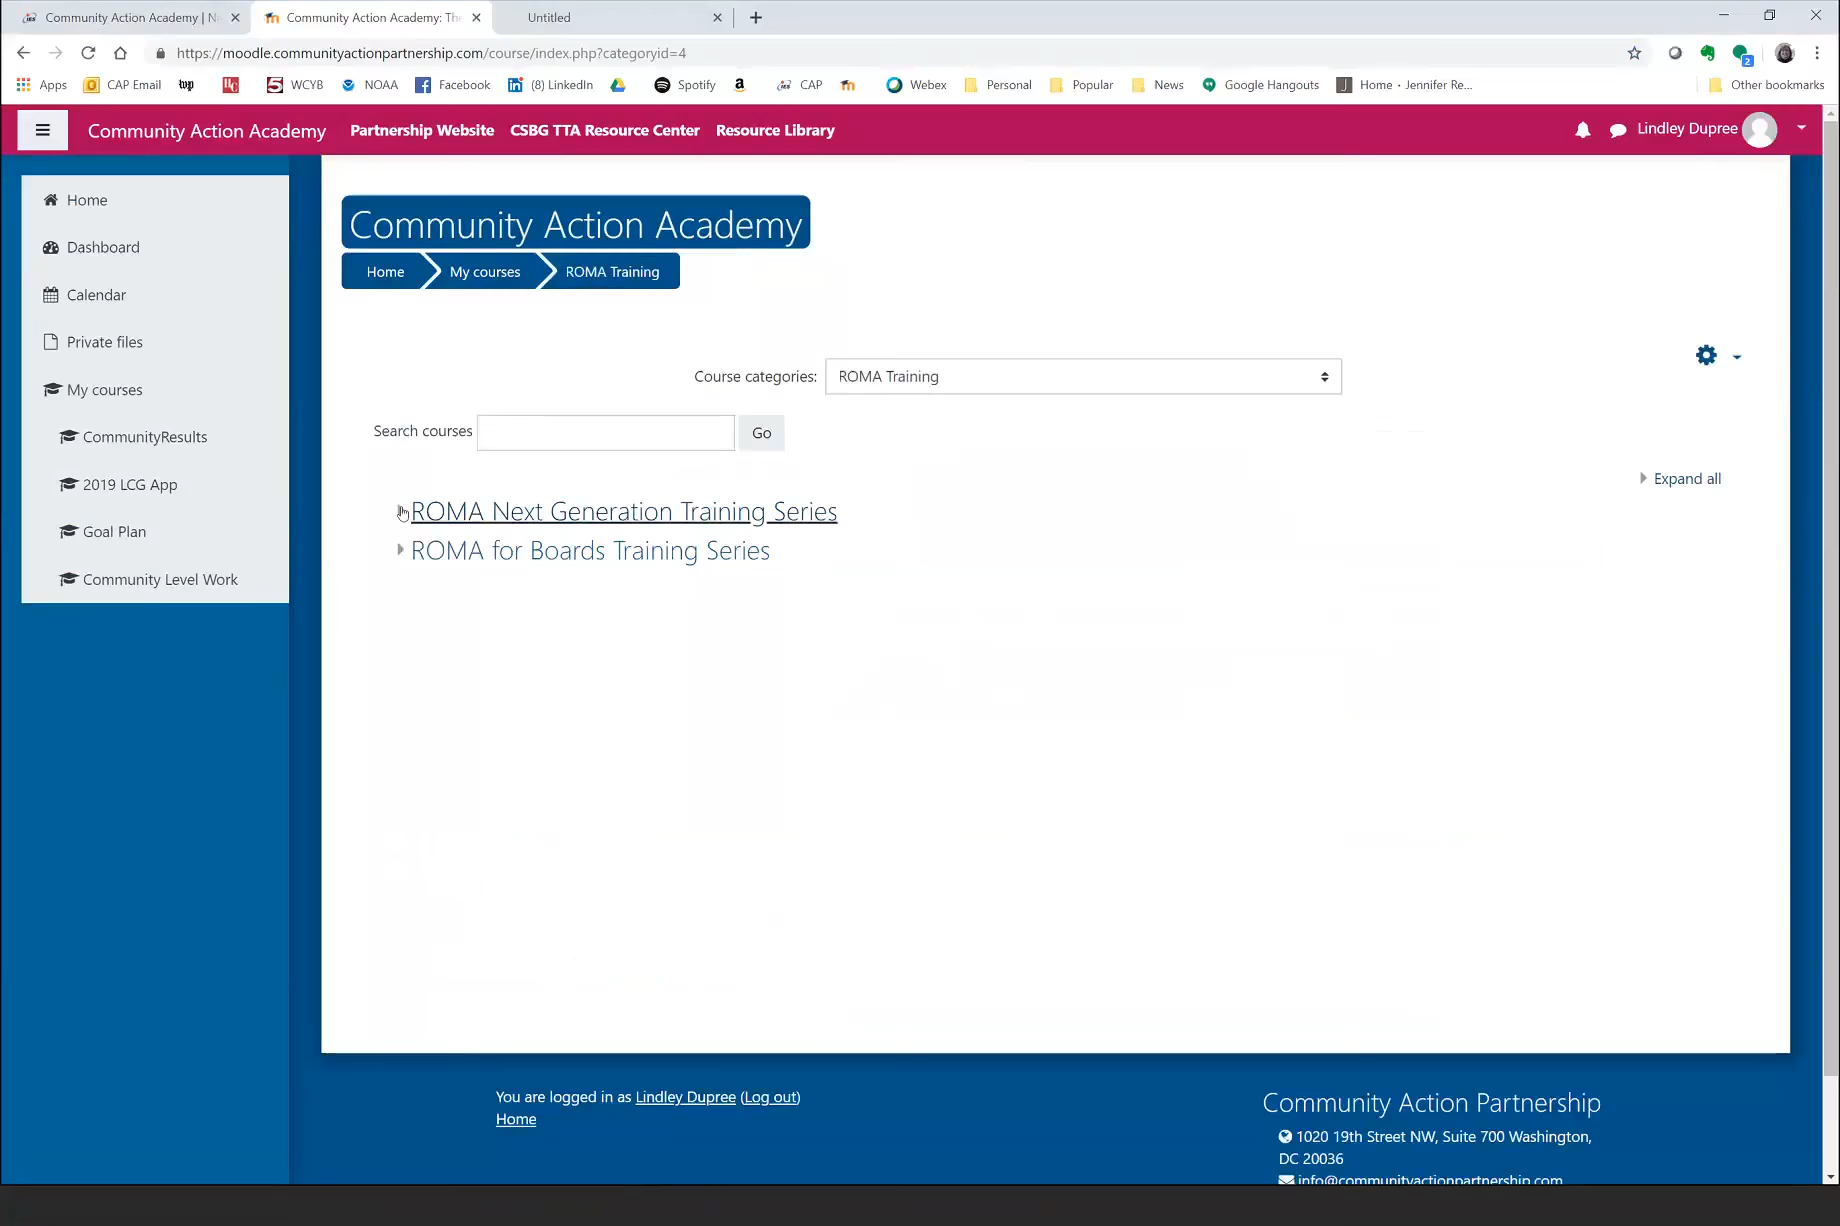 Community Action Academy | N
Community Action Academy: Th
Untitled
https://moodle.communityactionpartnership.com/course/index.php?categoryid=4
2
Apps
CAP Email
wp
WCYB
NOAA
Facebook
(8) LinkedIn
Spotify
CAP
Webex
Personal
Popular
News
Google Hangouts
Home • Jennifer Re...
Other bookmarks
Community Action Academy
Partnership Website
CSBG TTA Resource Center
Resource Library
Lindley Dupree
Home
Dashboard
Calendar
Private files
My courses
CommunityResults
2019 LCG App
Goal Plan
Community Level Work
Community Action Academy
Home
My courses
ROMA Training
Course categories:
ROMA Training
Search courses
Go
Expand all
ROMA Next Generation Training Series
ROMA for Boards Training Series
You are logged in as Lindley Dupree (Log out)
Home
Community Action Partnership
1020 19th Street NW, Suite 700 Washington,
DC 20036
info@communityactionpartnership.com